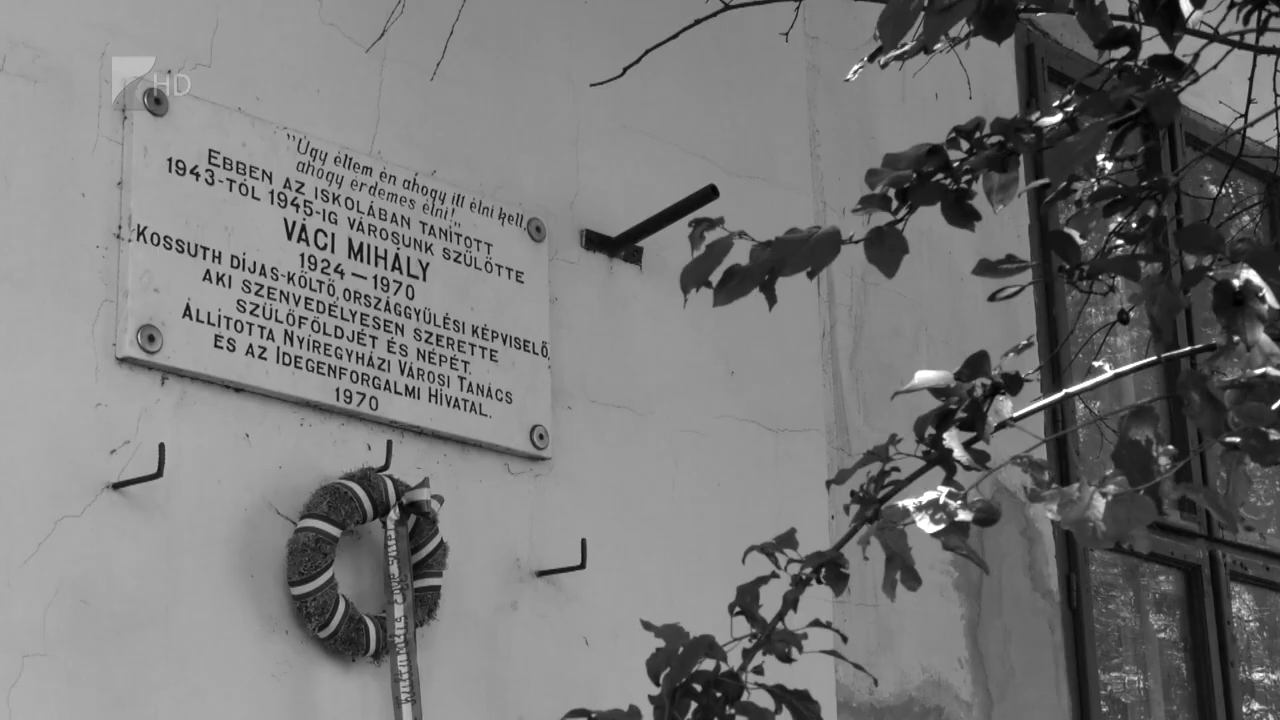 HD
"Úgy éltem én ahogy itt élni kell,
ahogy érdemes élni!"
EBBEN AZ ISKOLÁBAN TANÍTOTT
1943-TÓL 1945-IG VÁROSUNK SZÜLÖTTE
VÁCI MIHÁLY
1924–1970
KOSSUTH DÍJAS-KÖLTŐ, ORSZÁGGYÜLÉSI KÉPVISELŐ,
AKI SZENVEDÉLYESEN SZERETTE
SZÜLŐFÖLDJÉT ÉS NÉPÉT.
ÁLLÍTOTTA NYÍREGYHÁZI VÁROSI TANÁCS
ÉS AZ IDEGENFORGALMI HIVATAL.
1970